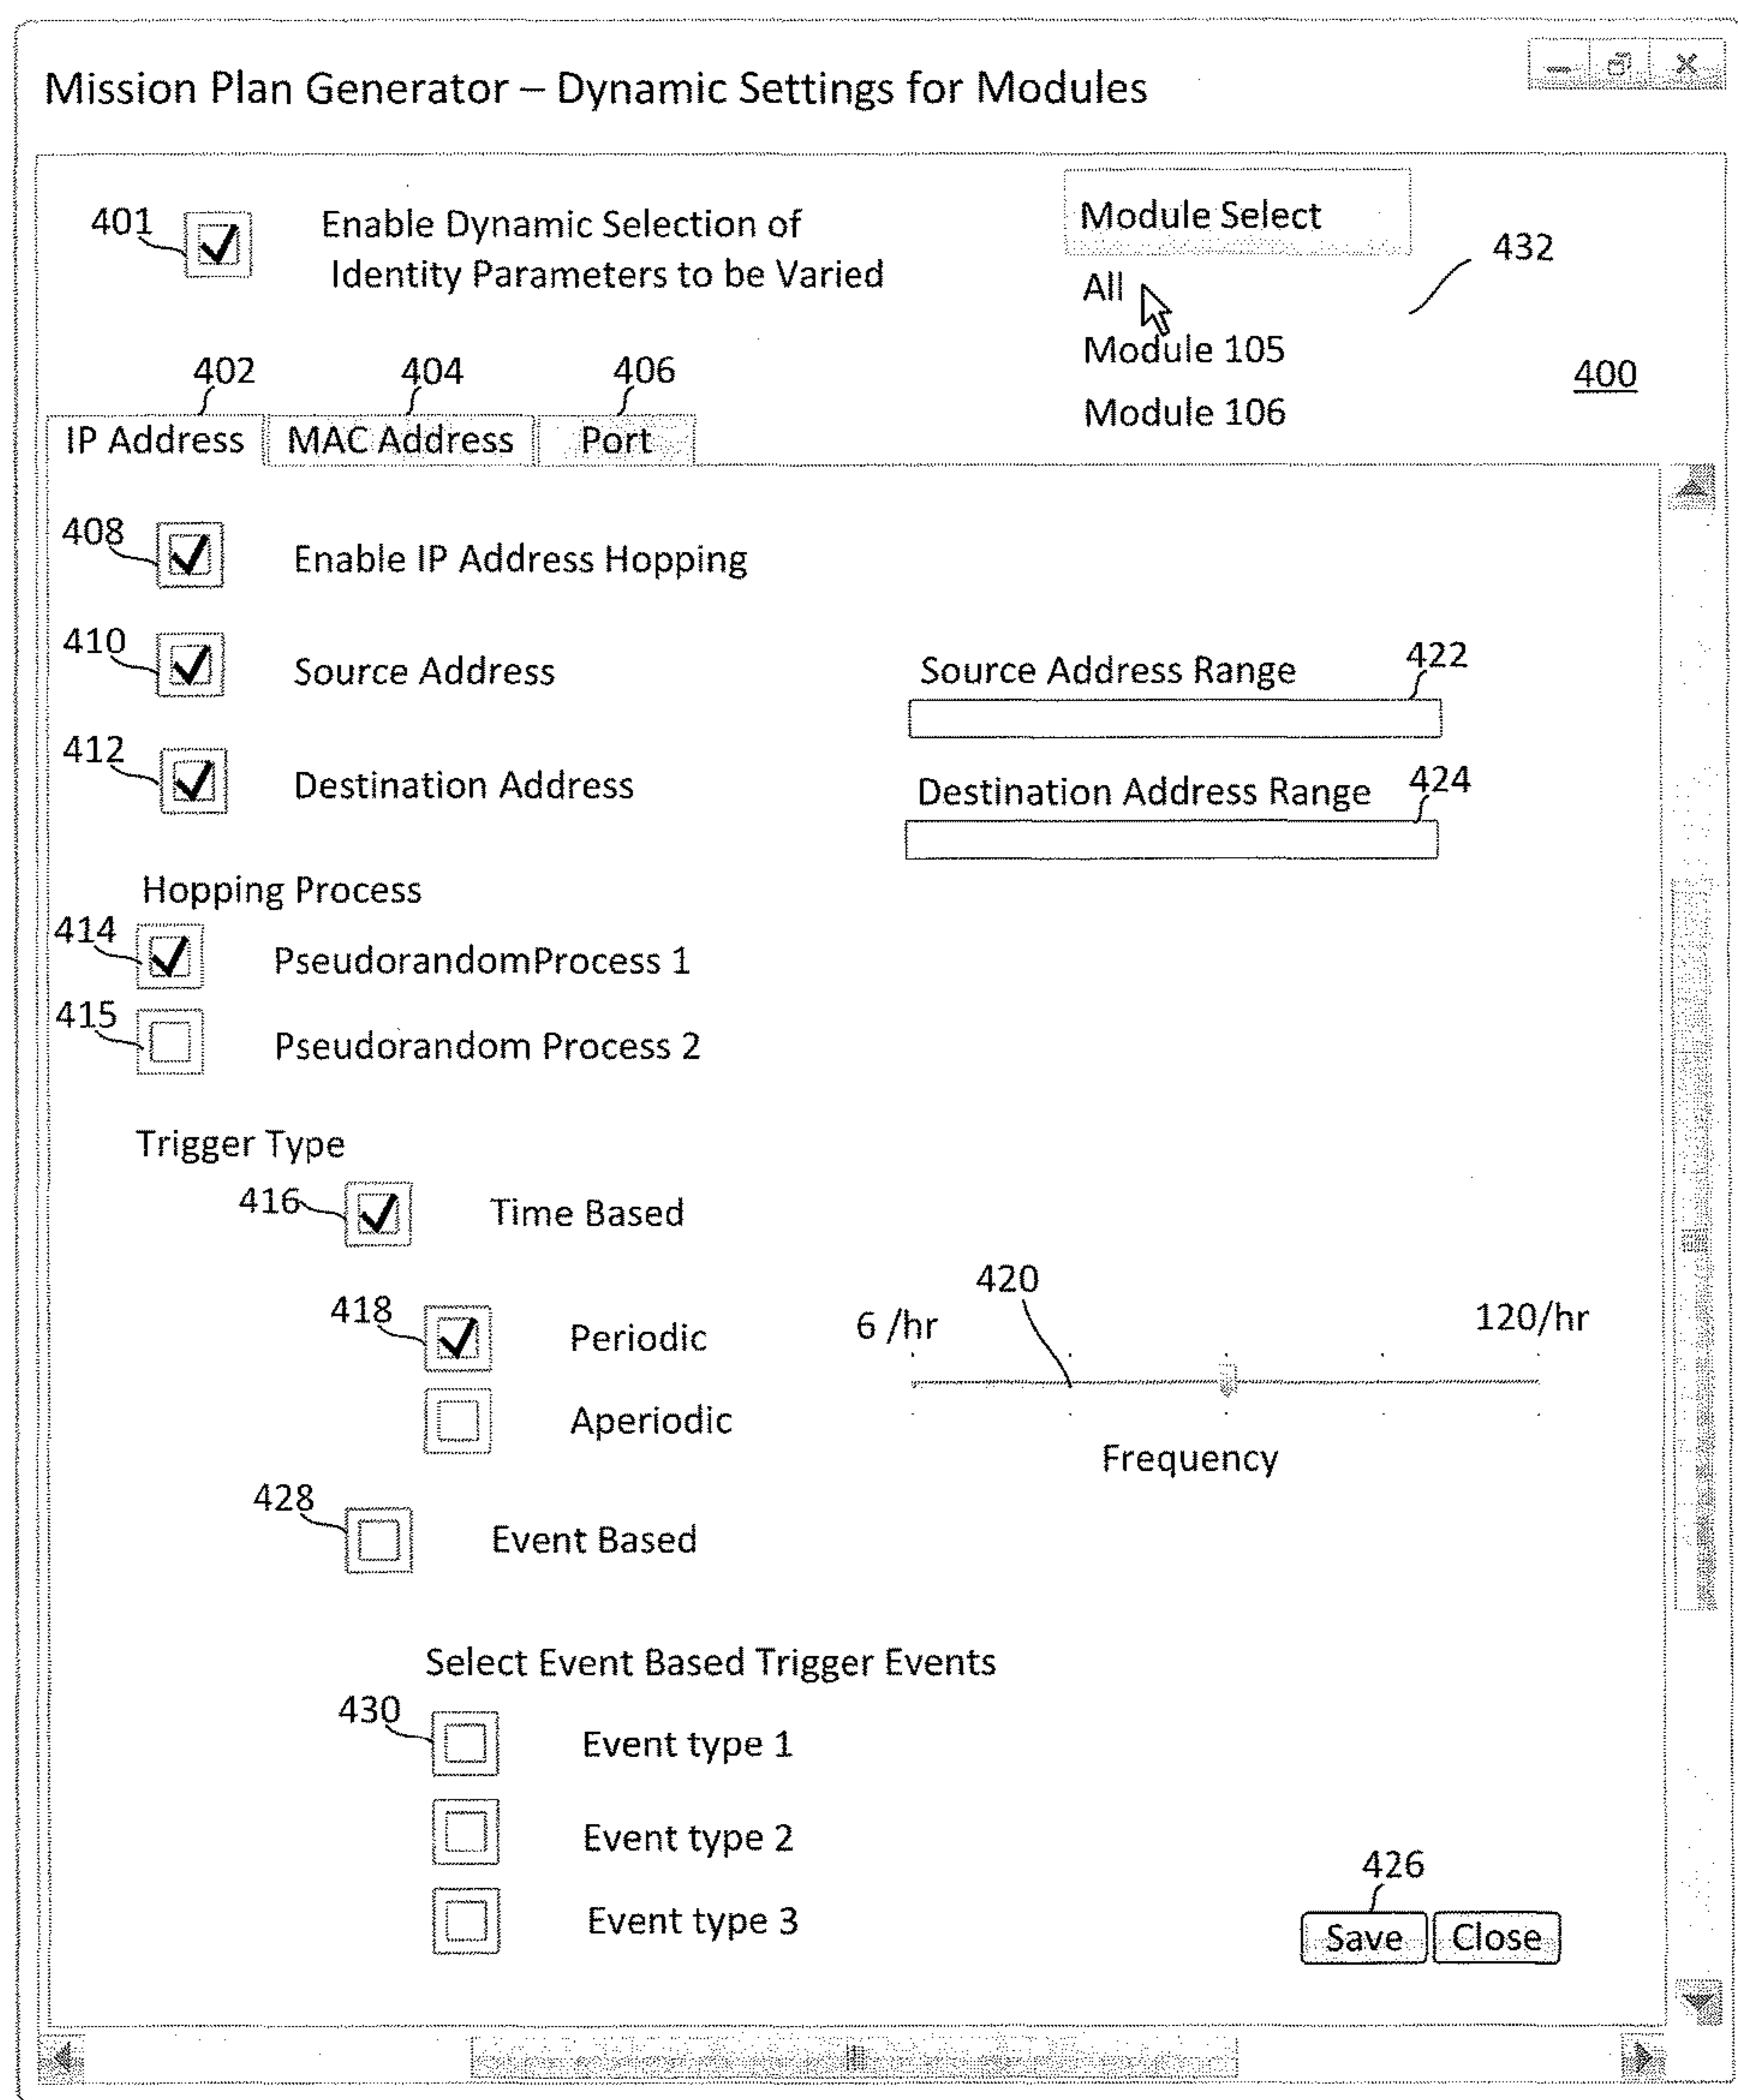 Mission Plan Generator – Dynamic Settings for Modules
401
Enable Dynamic Selection of
Identity Parameters to be Varied
Module Select
All
Module 105
Module 106
432
400
402
404
406
IP Address
MAC Address
Port
408
Enable IP Address Hopping
410
Source Address
Source Address Range
422
412
Destination Address
Destination Address Range
424
Hopping Process
414
PseudorandomProcess 1
415
Pseudorandom Process 2
Trigger Type
416
Time Based
418
Periodic
Aperiodic
420
6 /hr
120/hr
Frequency
428
Event Based
Select Event Based Trigger Events
430
Event type 1
Event type 2
Event type 3
426
Save
Close